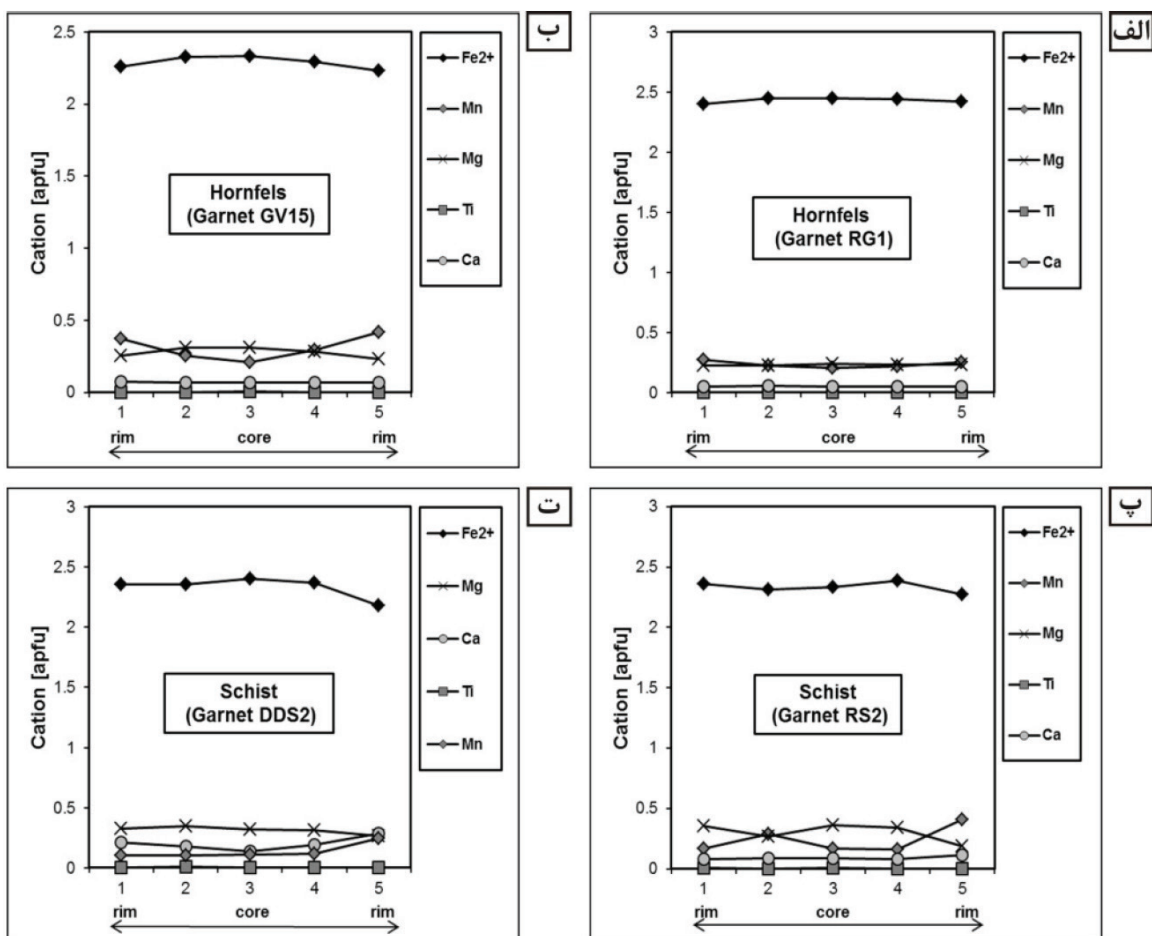 الف
3
2.5
2
1.5
1
0.5
0
Cation [apfu]
Hornfels
(Garnet RG1)
1 2 3 4 5
rim core rim
Fe2+
Mn
Mg
Ti
Ca
ب
2.5
2
1.5
1
0.5
0
Cation [apfu]
Hornfels
(Garnet GV15)
1 2 3 4 5
rim core rim
Fe2+
Mn
Mg
Ti
Ca
پ
3
2.5
2
1.5
1
0.5
0
Cation [apfu]
Schist
(Garnet RS2)
1 2 3 4 5
rim core rim
Fe2+
Mn
Mg
Ti
Ca
ت
3
2.5
2
1.5
1
0.5
0
Cation [apfu]
Schist
(Garnet DDS2)
1 2 3 4 5
rim core rim
Fe2+
Mg
Ca
Ti
Mn